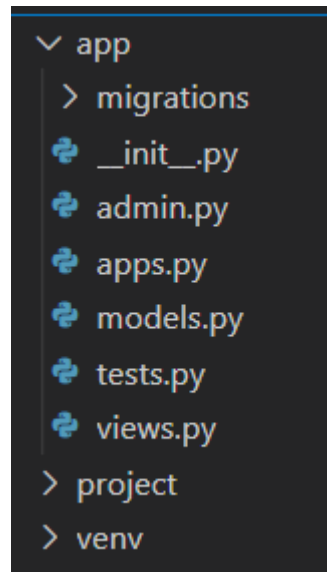 app
migrations
__init__.py
admin.py
apps.py
models.py
tests.py
views.py
project
venv